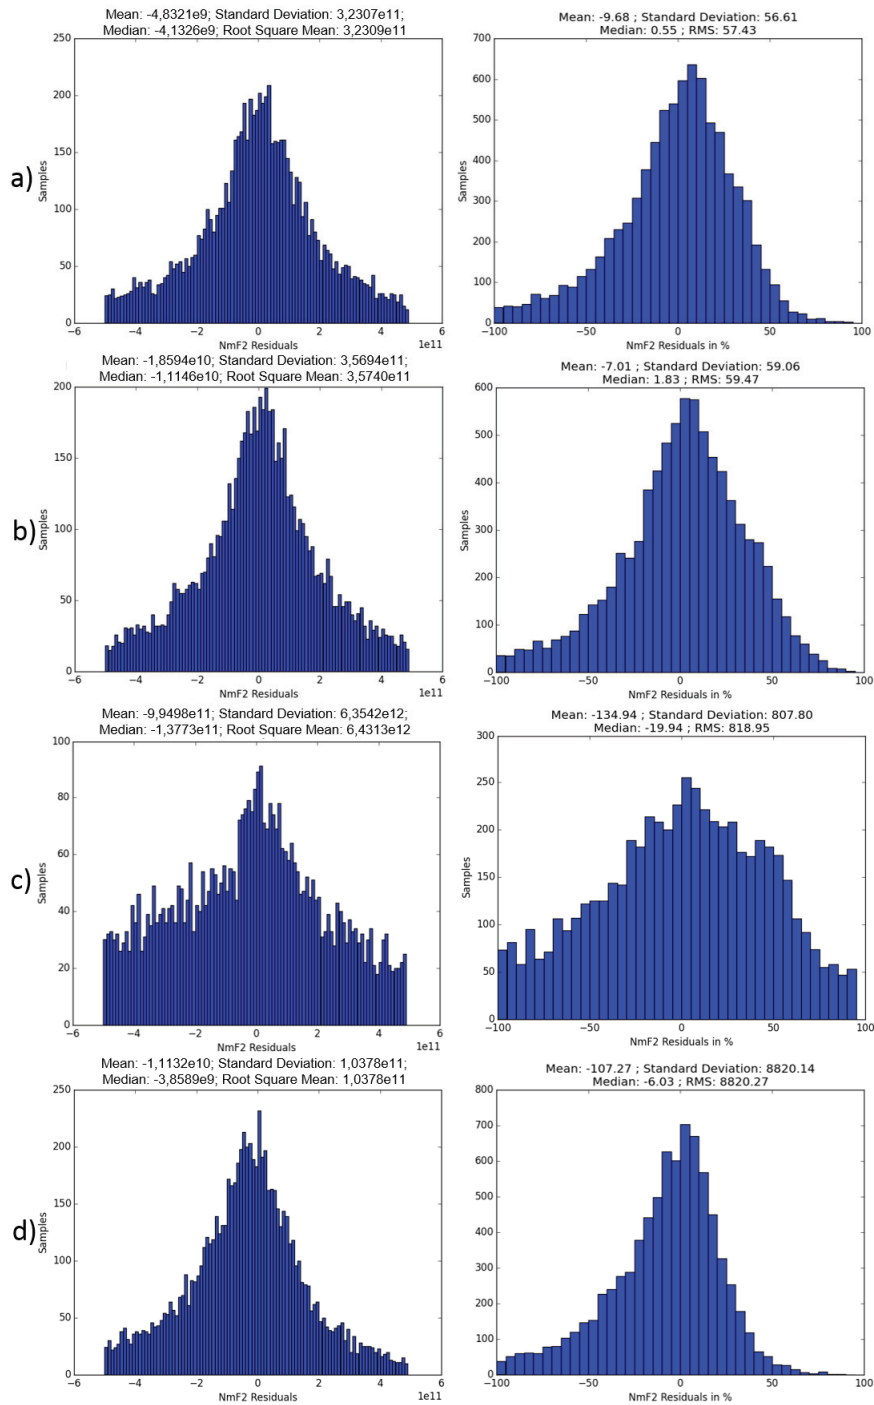 Mean: -4,8321e9; Standard Deviation: 3,2307e11;
Median: -4,1326e9; Root Square Mean: 3,2309e11
250
200
150
100
50
0
Samples
−6
−4
−2
0
2
4
6
1e11
NmF2 Residuals
Mean: -9.68 ; Standard Deviation: 56.61
Median: 0.55 ; RMS: 57.43
700
600
500
400
300
200
100
0
Samples
−100
−50
0
50
100
NmF2 Residuals in %
a)
Mean: -1,8594e10; Standard Deviation: 3,5694e11;
Median: -1,1146e10; Root Square Mean: 3,5740e11
200
150
100
50
0
Samples
−6
−4
−2
0
2
4
6
1e11
NmF2 Residuals
Mean: -7.01 ; Standard Deviation: 59.06
Median: 1.83 ; RMS: 59.47
600
500
400
300
200
100
0
Samples
−100
−50
0
50
100
NmF2 Residuals in %
b)
Mean: -9,9498e11; Standard Deviation: 6,3542e12;
Median: -1,3773e11; Root Square Mean: 6,4313e12
100
80
60
40
20
0
Samples
−6
−4
−2
0
2
4
6
1e11
NmF2 Residuals
Mean: -134.94 ; Standard Deviation: 807.80
Median: -19.94 ; RMS: 818.95
300
250
200
150
100
50
0
Samples
−100
−50
0
50
100
NmF2 Residuals in %
c)
Mean: -1,1132e10; Standard Deviation: 1,0378e11;
Median: -3,8589e9; Root Square Mean: 1,0378e11
250
200
150
100
50
0
Samples
−6
−4
−2
0
2
4
6
1e11
NmF2 Residuals
Mean: -107.27 ; Standard Deviation: 8820.14
Median: -6.03 ; RMS: 8820.27
800
700
600
500
400
300
200
100
0
Samples
−100
−50
0
50
100
NmF2 Residuals in %
d)